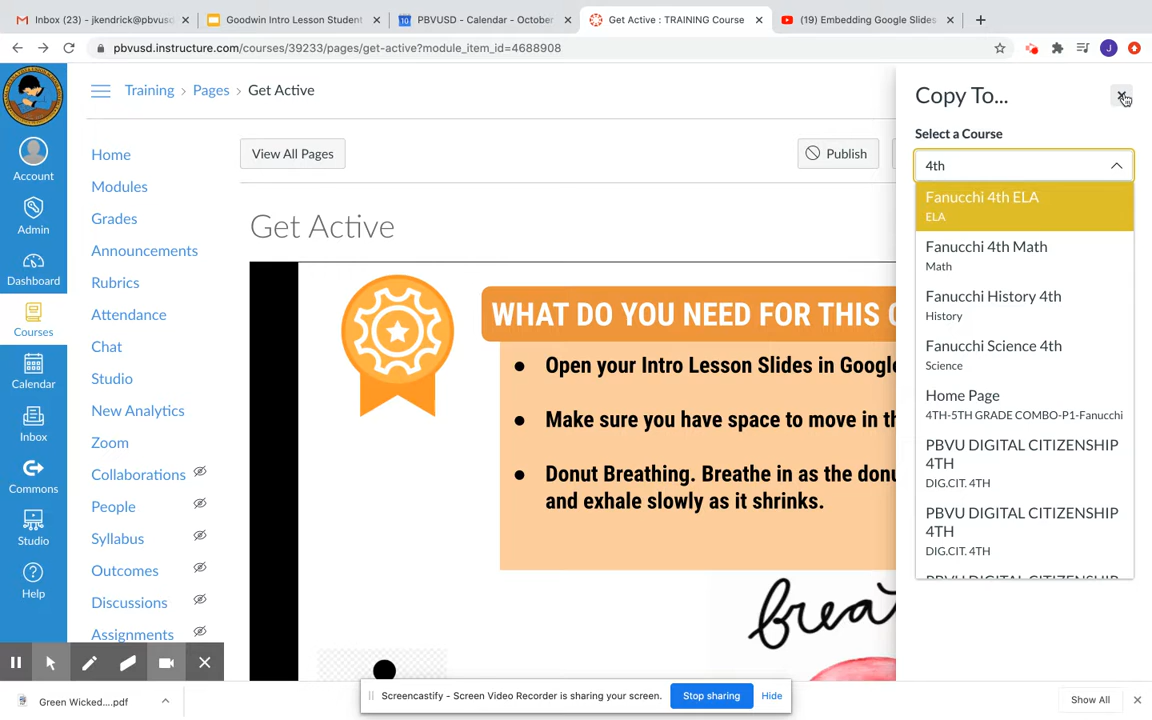 Inbox (23) - jkendrick@pbvusd
Goodwin Intro Lesson Student
PBVUSD - Calendar - October
Get Active : TRAINING Course
(19) Embedding Google Slides
pbvusd.instructure.com/courses/39233/pages/get-active?module_item_id=4688908
J
Account
Admin
Dashboard
Courses
Calendar
Inbox
Commons
Studio
Help
Training > Pages > Get Active
Home
Modules
Grades
Announcements
Rubrics
Attendance
Chat
Studio
New Analytics
Zoom
Collaborations
People
Syllabus
Outcomes
Discussions
Assignments
View All Pages
Publish
Get Active
WHAT DO YOU NEED FOR THIS
• Open your Intro Lesson Slides in Google
• Make sure you have space to move in
• Donut Breathing. Breathe in as the donu
and exhale slowly as it shrinks.
brea
Copy To...
Select a Course
4th
Fanucchi 4th ELA
ELA
Fanucchi 4th Math
Math
Fanucchi History 4th
History
Fanucchi Science 4th
Science
Home Page
4TH-5TH GRADE COMBO-P1-Fanucchi
PBVU DIGITAL CITIZENSHIP
4TH
DIG.CIT. 4TH
PBVU DIGITAL CITIZENSHIP
4TH
DIG.CIT. 4TH
PBVU DIGITAL CITIZENSHIP
Screencastify - Screen Video Recorder is sharing your screen.
Stop sharing
Hide
Green Wicked....pdf
Show All